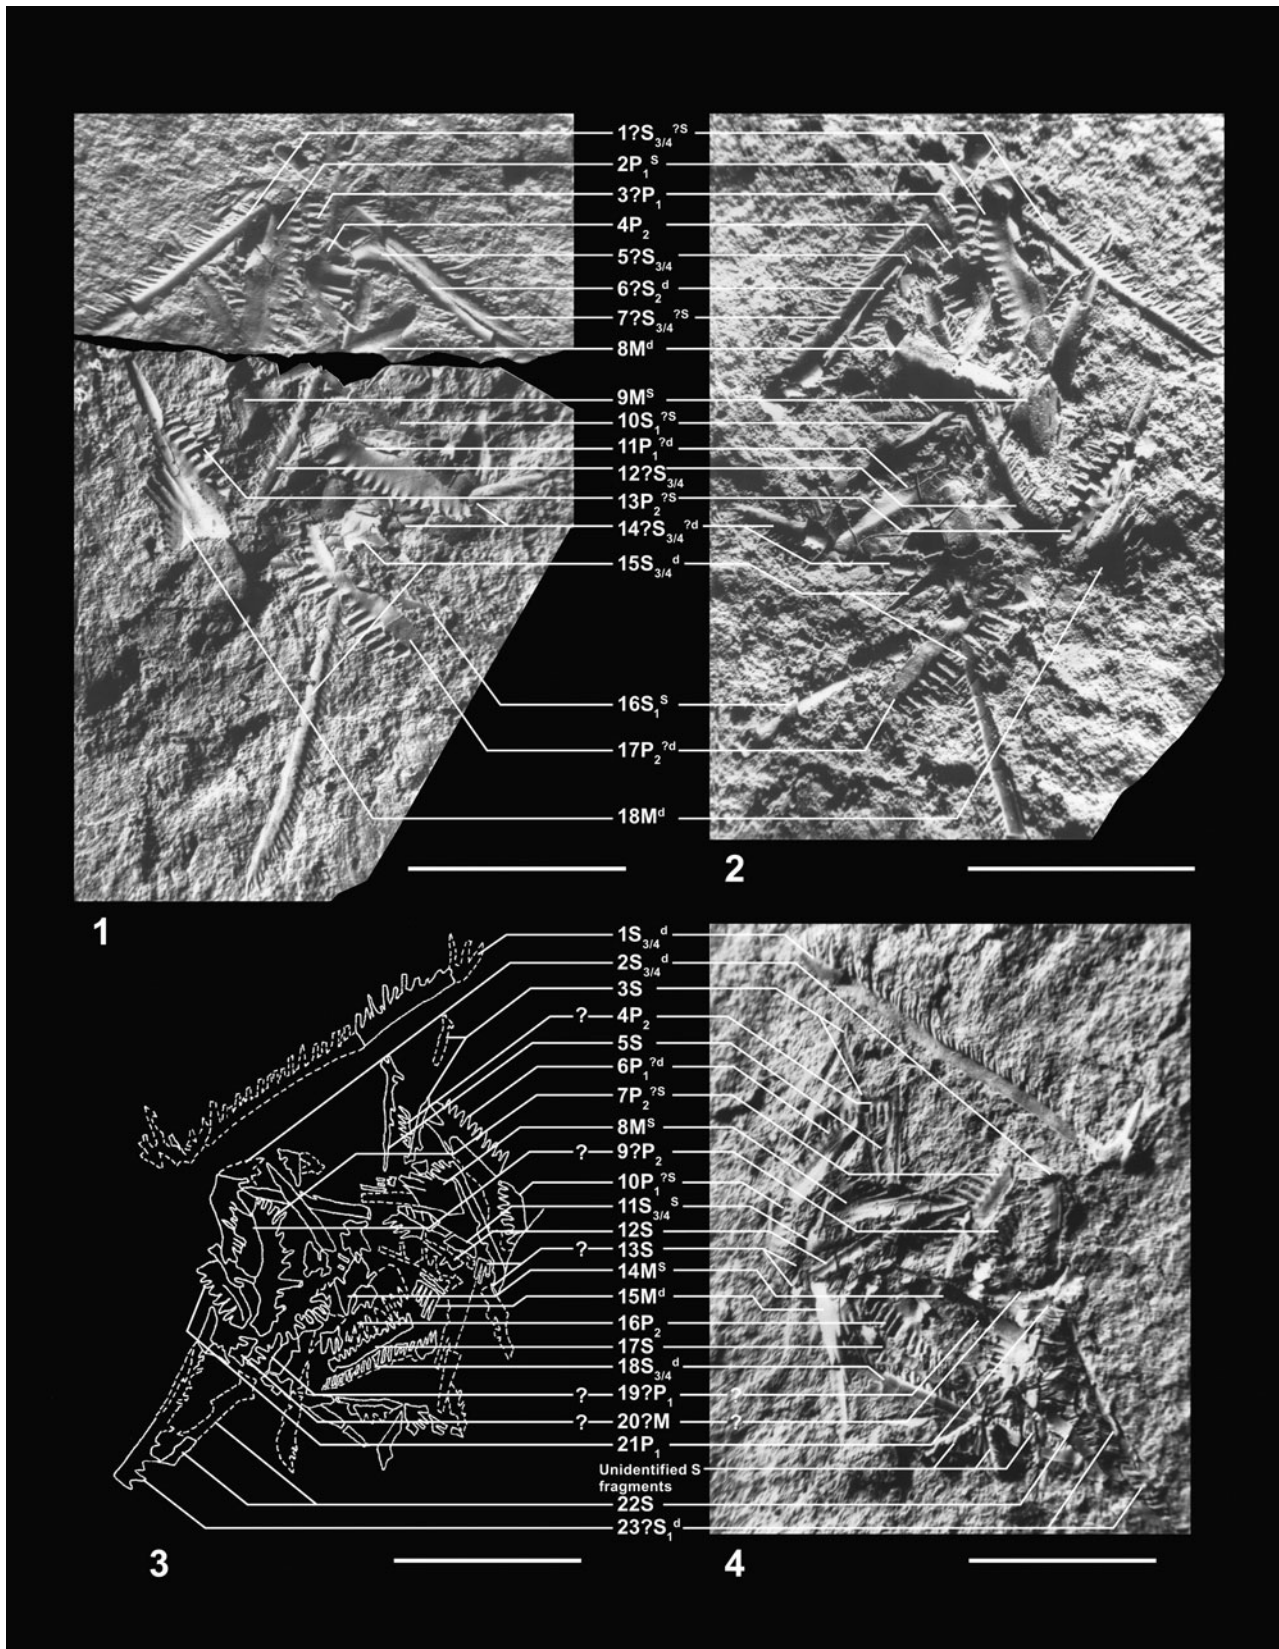 1?S3/4?S
2P1S
3?P1
4P2
5?S3/4
6?S2d
7?S3/4?S
8Md
9MS
10S1?S
11P1?d
12?S3/4
13P2?S
14?S3/4?d
15S3/4d
16S1S
17P2?d
18Md
1
2
1S3/4d
2S3/4d
3S
? 4P2
5S
6P1?d
7P2?S
8MS
? 9?P2
10P1?S
11S3/4S
12S
? 13S
14MS
15Md
16P2
17S
18S3/4d
? 19?P1 ?
? 20?M ?
21P1
Unidentified S
fragments
22S
23?S1d
3
4